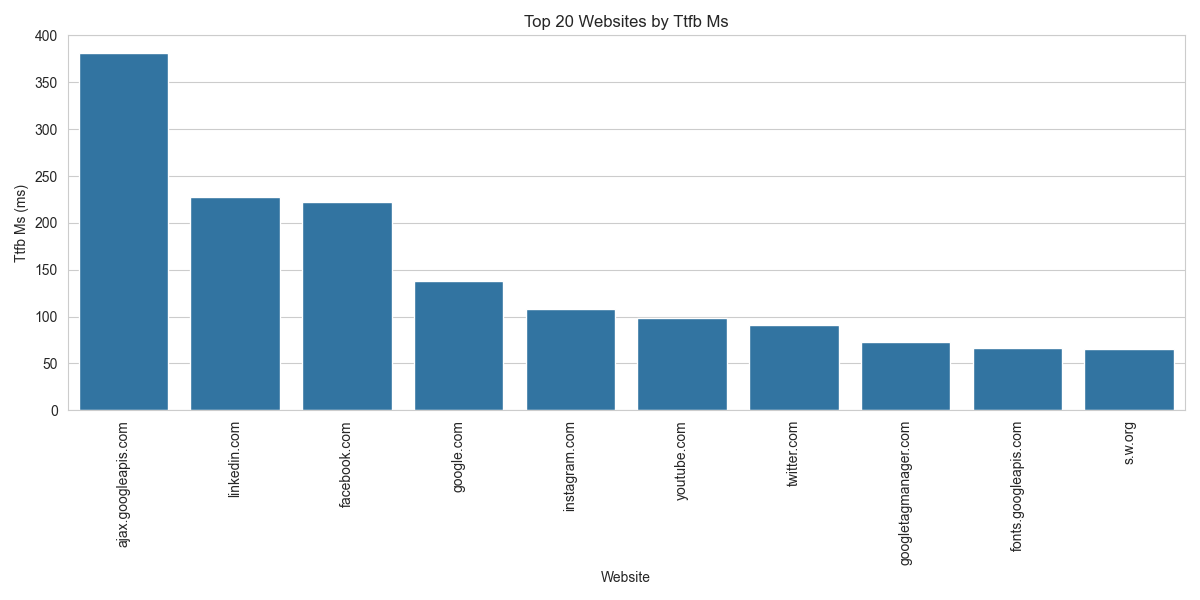 Top 20 Websites by Ttfb Ms
Ttfb Ms (ms)
400
350
300
250
200
150
100
50
0
ajax.googleapis.com
linkedin.com
facebook.com
google.com
instagram.com
youtube.com
twitter.com
googletagmanager.com
fonts.googleapis.com
s.w.org
Website